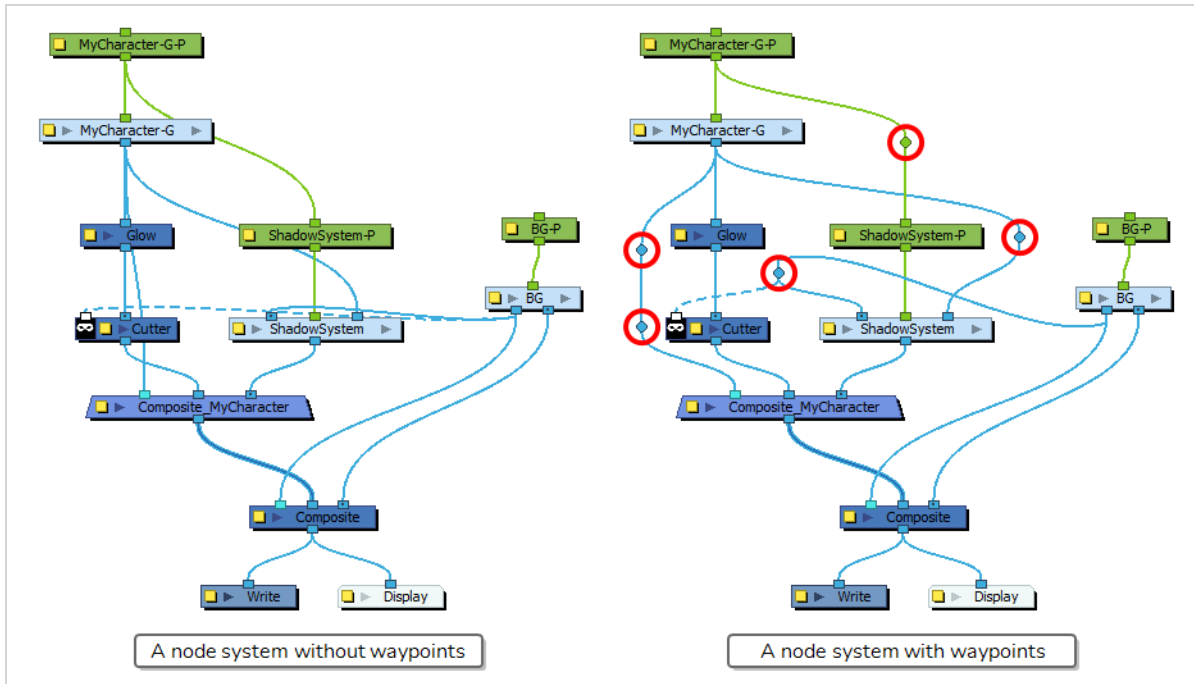 MyCharacter-G-P
MyCharacter-G
Glow
ShadowSystem-P
BG-P
BG
Cutter
ShadowSystem
Composite_MyCharacter
Composite
Write
Display
A node system without waypoints
MyCharacter-G-P
MyCharacter-G
Glow
ShadowSystem-P
BG-P
BG
Cutter
ShadowSystem
Composite_MyCharacter
Composite
Write
Display
A node system with waypoints